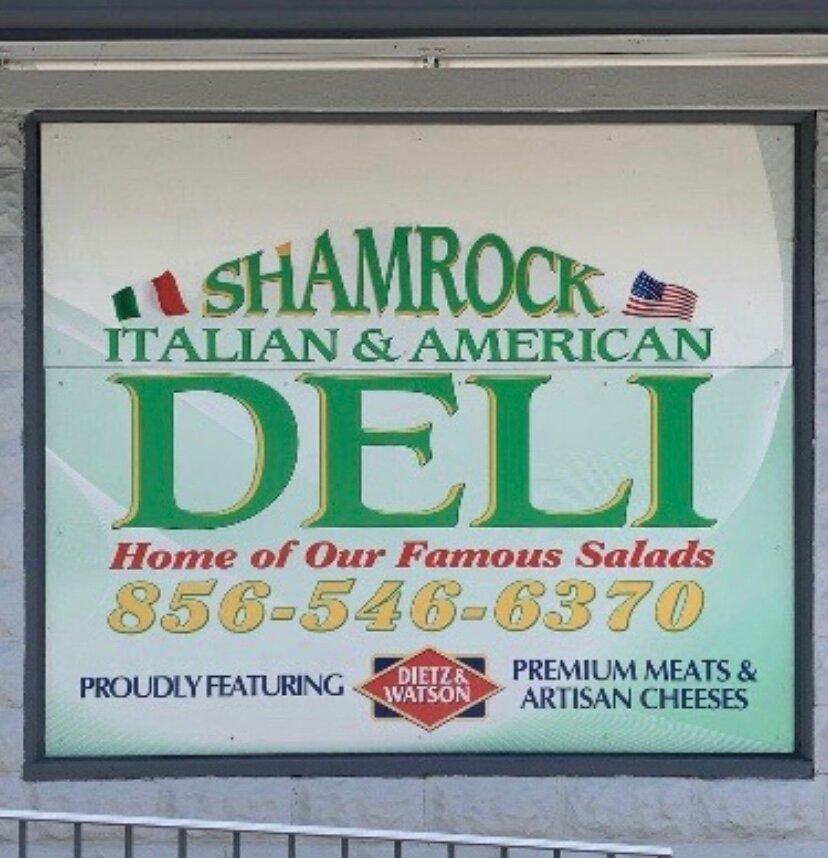 SHAMROCK
ITALIAN & AMERICAN
DELI
Home of Our Famous Salads
856-546-6370
PROUDLY FEATURING
DIETZ &
WATSON
PREMIUM MEATS &
ARTISAN CHEESES